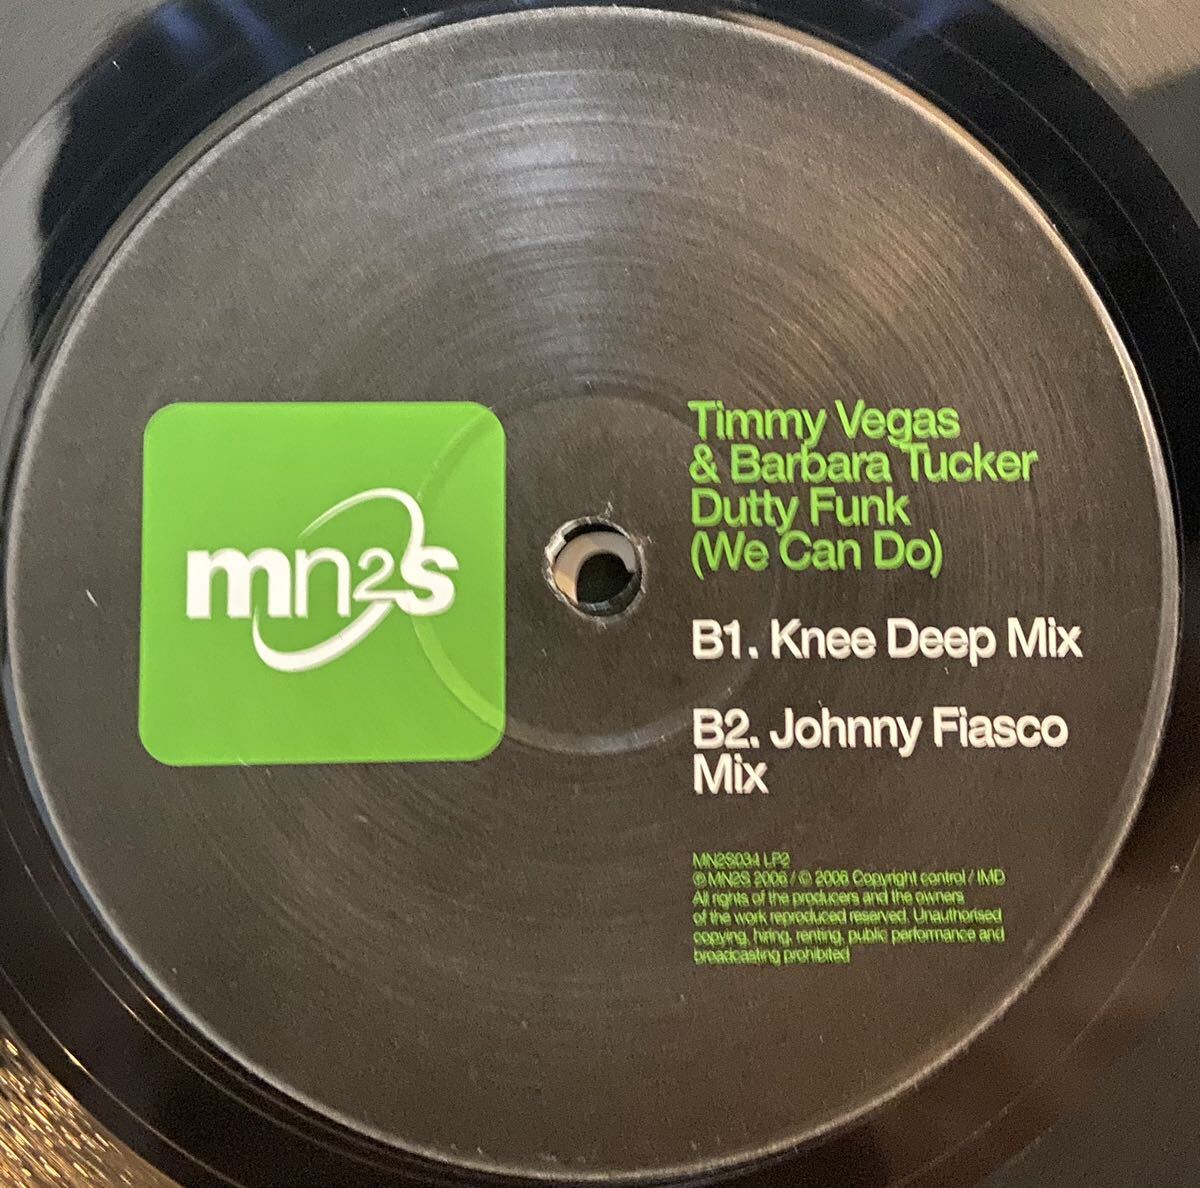 mn2s
Timmy Vegas
& Barbara Tucker
Dutty Funk
(We Can Do)
B1. Knee Deep Mix
B2. Johnny Fiasco
Mix
MN2S034 LP2
℗ MN2S 2006 / © 2006 Copyright control / IMD
All rights of the producers and the owners
of the work reproduced reserved. Unauthorised
copying, hiring, renting, public performance and
broadcasting prohibited